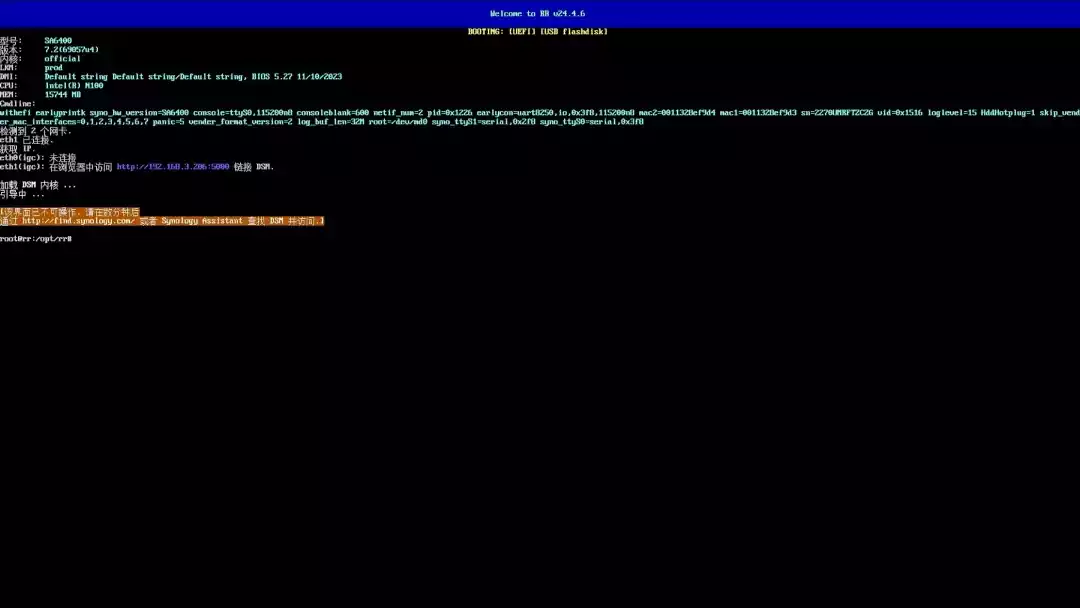 Welcome to RR v24.4.6
BOOTING: [UEFI] [USB flashdisk]
型号: SA6400
版本: 7.2(69057u4)
内核: official
LKM: prod
DMI: Default string Default string/Default string, BIOS 5.27 11/10/2023
CPU: Intel(R) N100
MEM: 15744 MB
Cmdline:
withefi earlyprintk syno_hw_version=SA6400 console=ttyS0,115200n8 consoleblank=600 netif_num=2 pid=0x1226 earlycon=uart8250,io,0x3f8,115200n8 mac2=0011328ef9d4 mac1=0011328ef9d3 vid=0x1516 loglevel=15 HddHotplug=1 skip_vend
er_mac_interfaces=0,1,2,3,4,5,6,7 panic=5 vender_format_version=2 log_buf_len=32M root=/dev/md0 syno_ttyS1=serial,0x2f8 syno_ttyS0=serial,0x3f8
检测到 2 个网卡.
eth1 已连接.
获取 IP.
eth0(igc): 未连接
eth1(igc): 在浏览器中访问 http://192.168.3.206:5000 链接 DSM.
加载 DSM 内核 ...
引导中 ...
[该界面已不可操作, 请在数分钟后
通过 http://find.synology.com/ 或者 Synology Assistant 查找 DSM 并访问.]
root@rr:/opt/rr#